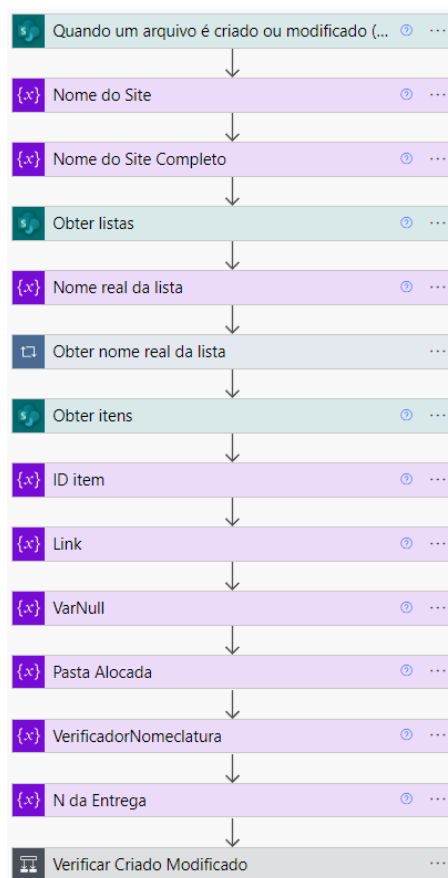 Quando um arquivo é criado ou modificado (...
{x} Nome do Site
{x} Nome do Site Completo
Obter listas
{x} Nome real da lista
Obter nome real da lista
Obter itens
{x} ID item
{x} Link
{x} VarNull
{x} Pasta Alocada
{x} VerificadorNomeclatura
{x} N da Entrega
Verificar Criado Modificado